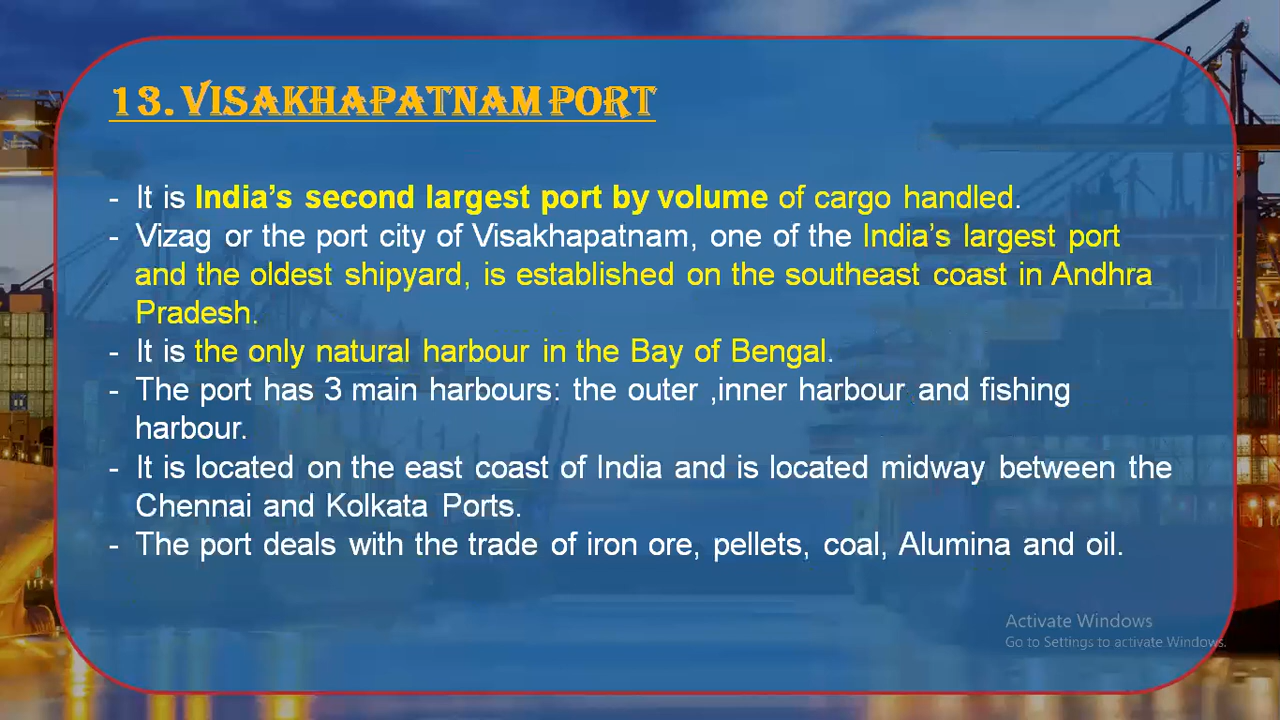 13. VISAKHAPATNAM PORT
- It is India's second largest port by volume of cargo handled.
- Vizag or the port city of Visakhapatnam, one of the India's largest port
and the oldest shipyard, is established on the southeast coast in Andhra
Pradesh.
- It is the only natural harbour in the Bay of Bengal.
- The port has 3 main harbours: the outer ,inner harbour and fishing
harbour.
- It is located on the east coast of India and is located midway between the
Chennai and Kolkata Ports.
- The port deals with the trade of iron ore, pellets, coal, Alumina and oil.
Activate Windows
Go to Settings to activate Windows.